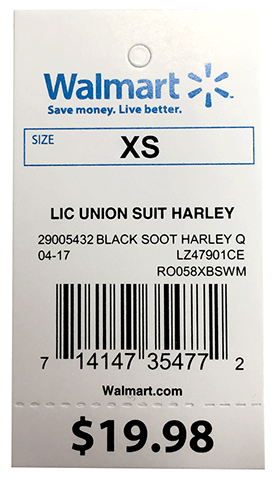 Walmart
Save money. Live better.
SIZE XS
LIC UNION SUIT HARLEY
29005432 BLACK SOOT HARLEY Q
04-17 LZ47901CE
RO058XBSWM
7 14147 35477 2
Walmart.com
$19.98